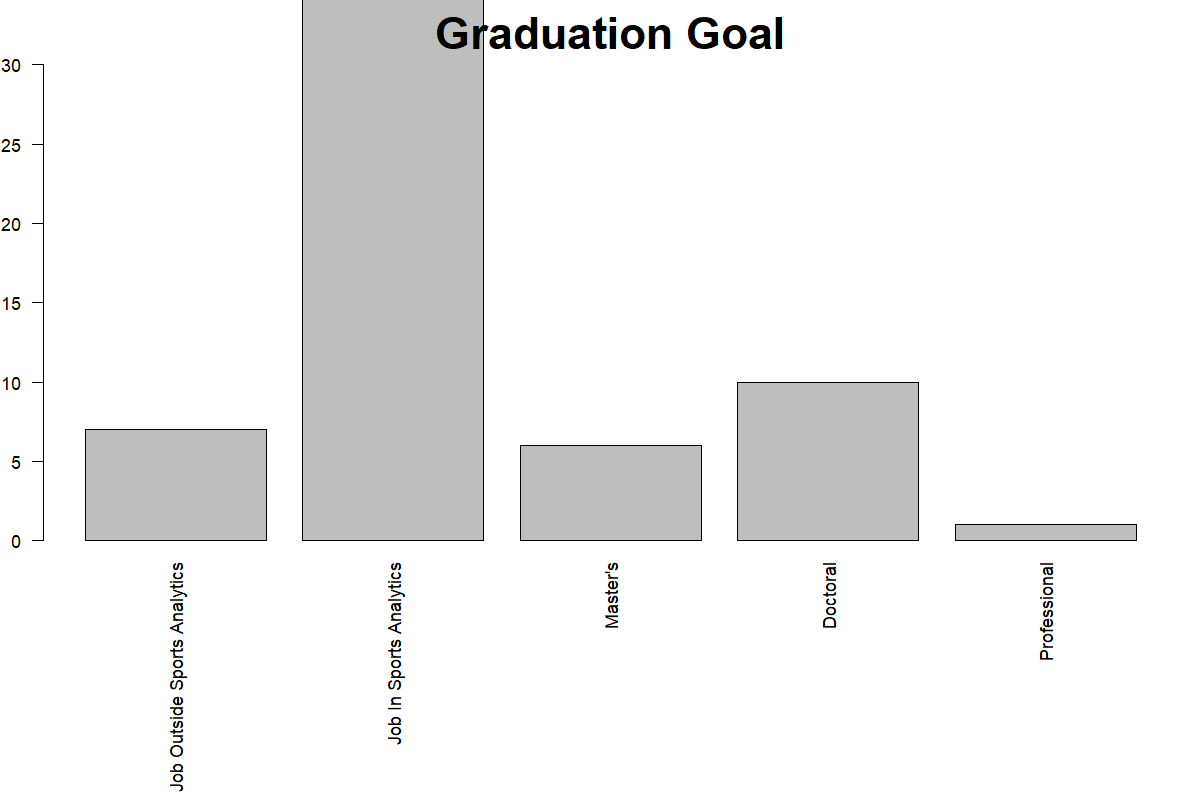 Graduation Goal
30
25
20
15
10
5
0
Job Outside Sports Analytics
Job In Sports Analytics
Master's
Doctoral
Professional